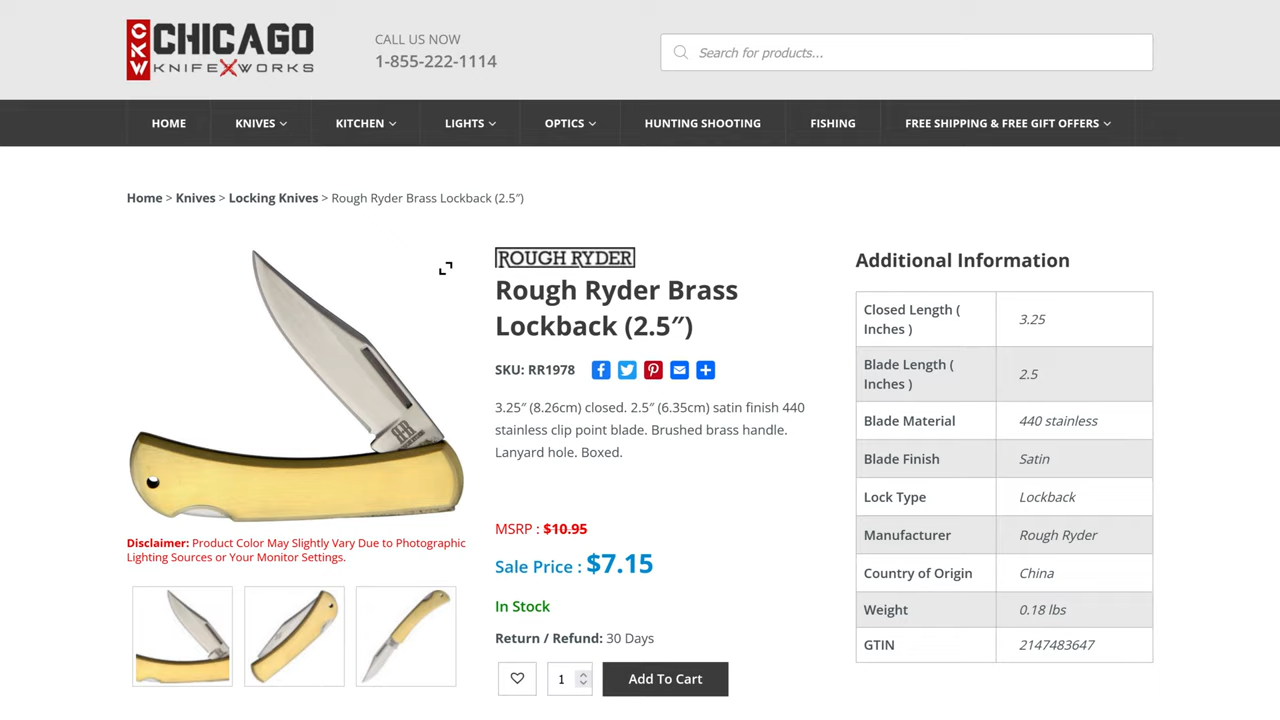 CKW
CHICAGO
KNIFEWORKS
CALL US NOW
1-855-222-1114
Search for products...
HOME
KNIVES
KITCHEN
LIGHTS
OPTICS
HUNTING SHOOTING
FISHING
FREE SHIPPING & FREE GIFT OFFERS
Home > Knives > Locking Knives > Rough Ryder Brass Lockback (2.5″)
ROUGH RYDER
Rough Ryder Brass
Lockback (2.5″)
SKU: RR1978
3.25″ (8.26cm) closed. 2.5″ (6.35cm) satin finish 440
stainless clip point blade. Brushed brass handle.
Lanyard hole. Boxed.
MSRP : $10.95
Sale Price : $7.15
In Stock
Return / Refund: 30 Days
1
Add To Cart
Disclaimer: Product Color May Slightly Vary Due to Photographic
Lighting Sources or Your Monitor Settings.
Additional Information
Closed Length (
Inches )
3.25
Blade Length (
Inches )
2.5
Blade Material
440 stainless
Blade Finish
Satin
Lock Type
Lockback
Manufacturer
Rough Ryder
Country of Origin
China
Weight
0.18 lbs
GTIN
2147483647